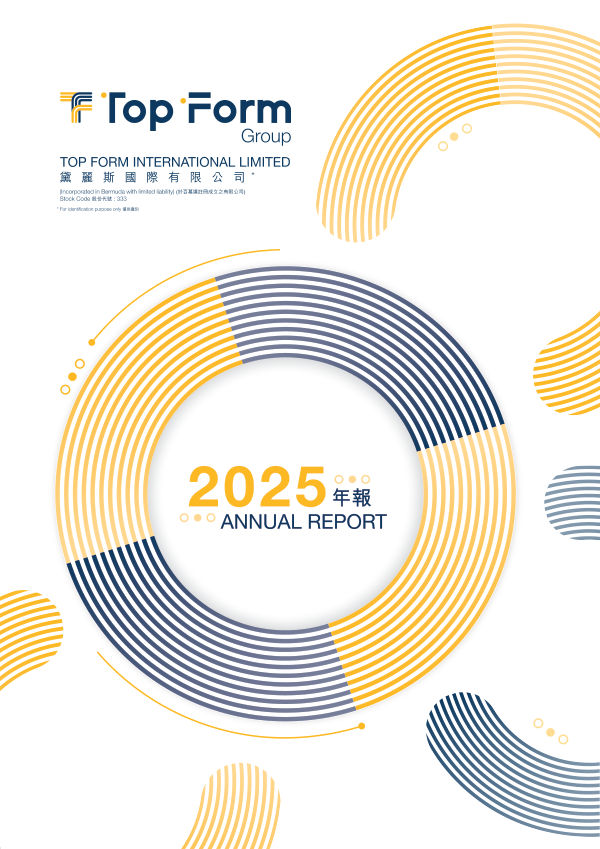 Top Form
Group
TOP FORM INTERNATIONAL LIMITED
黛麗斯國際有限公司*
(Incorporated in Bermuda with limited liability) (於百慕達註冊成立之有限公司)
Stock Code 股份代號 : 333
* For identification purpose only 僅供識別
2025 年報
ANNUAL REPORT